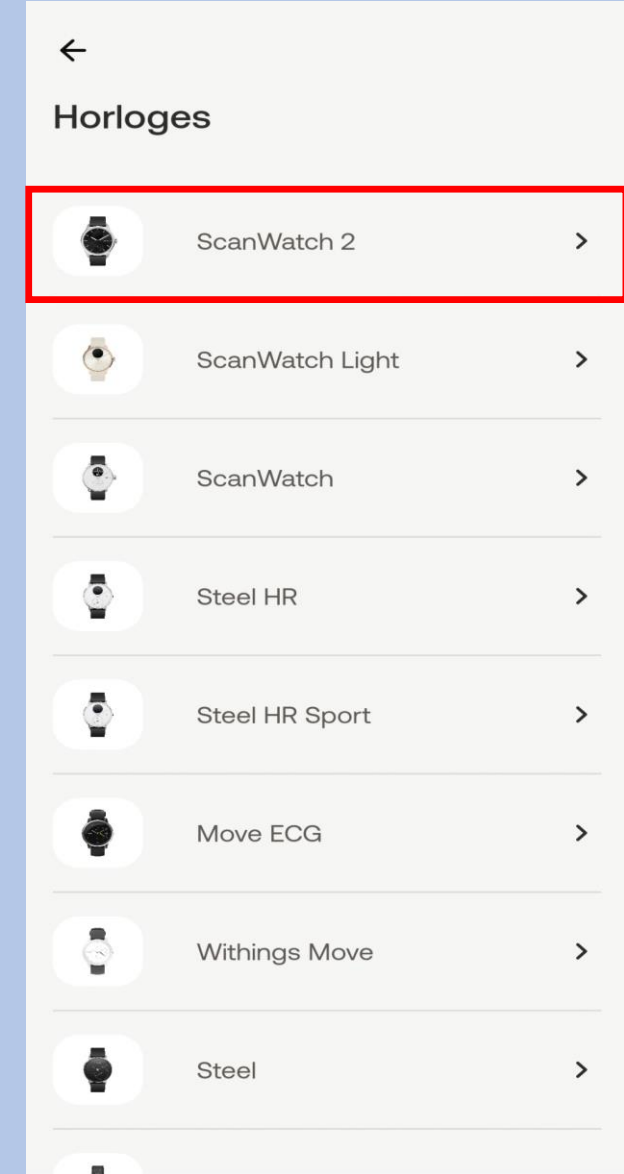 Horloges
ScanWatch 2
ScanWatch Light
ScanWatch
Steel HR
Steel HR Sport
Move ECG
Withings Move
Steel